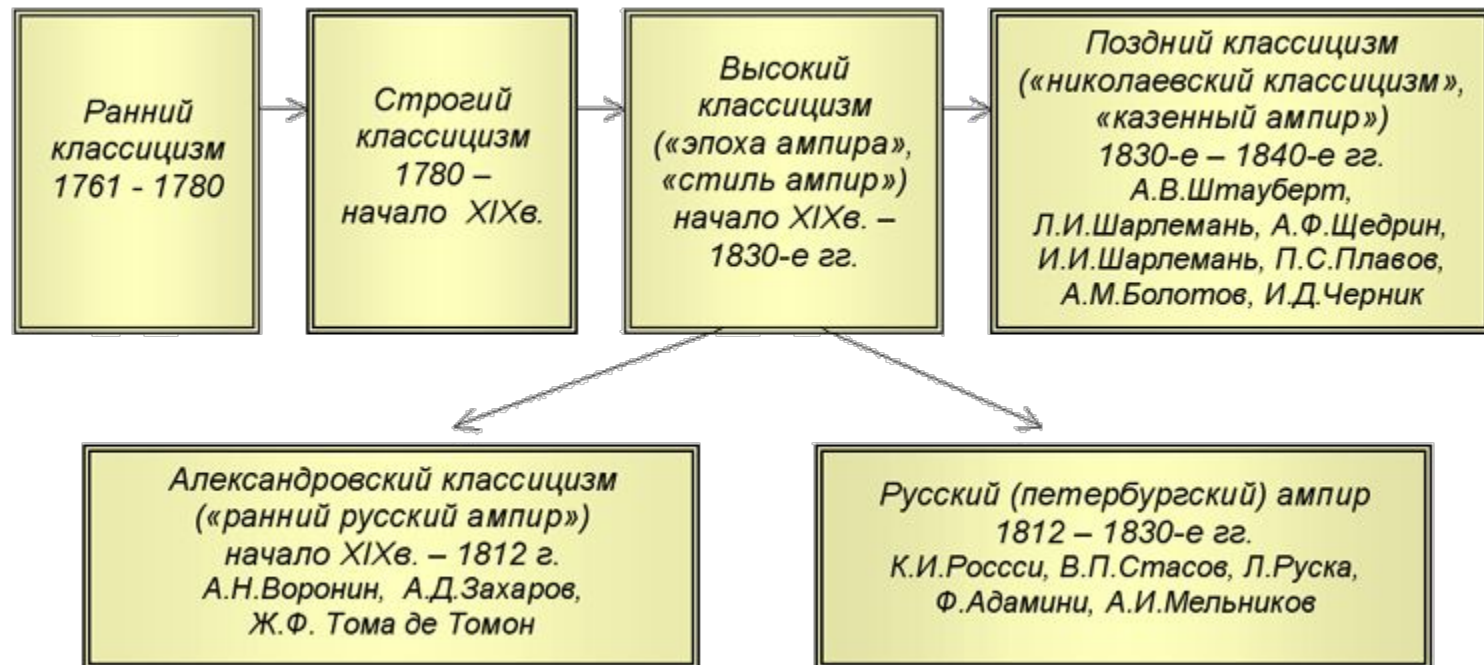 Ранний
классицизм
1761 - 1780
Строгий
классицизм
1780 –
начало XIXв.
Высокий
классицизм
(«эпоха ампира»,
«стиль ампир»)
начало XIXв. –
1830-е гг.
Поздний классицизм
(«николаевский классицизм»,
«казенный ампир»)
1830-е – 1840-е гг.
А.В.Штауберт,
Л.И.Шарлемань, А.Ф.Щедрин,
И.И.Шарлемань, П.С.Плавов,
А.М.Болотов, И.Д.Черник
Александровский классицизм
(«ранний русский ампир»)
начало XIXв. – 1812 г.
А.Н.Воронин, А.Д.Захаров,
Ж.Ф. Тома де Томон
Русский (петербургский) ампир
1812 – 1830-е гг.
К.И.Россси, В.П.Стасов, Л.Руска,
Ф.Адамини, А.И.Мельников